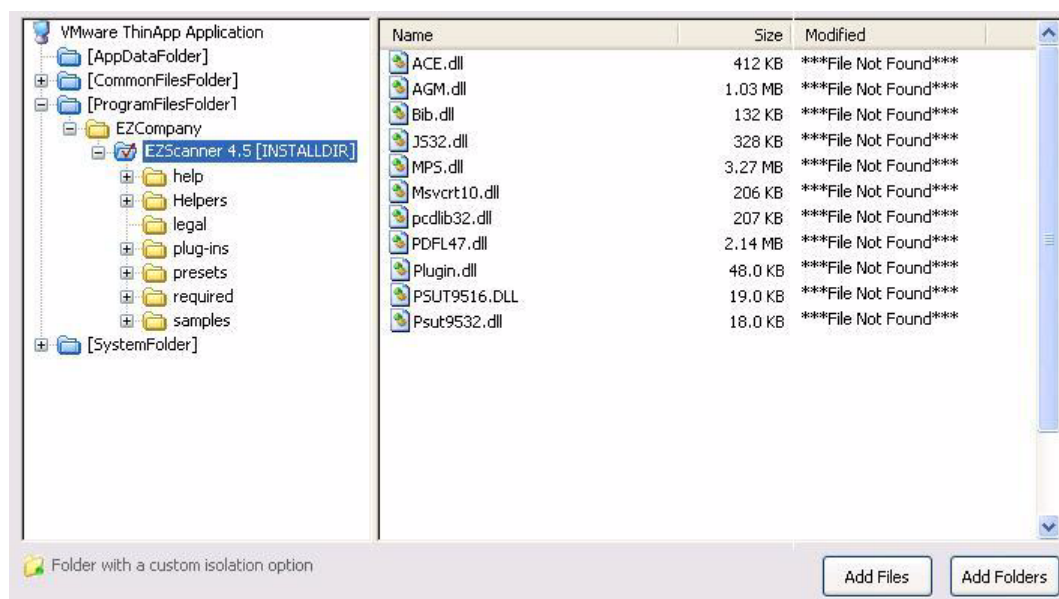 VMware ThinApp Application
[AppDataFolder]
[CommonFilesFolder]
[ProgramFilesFolder]
EZCompany
EZScanner 4.5 [INSTALLDIR]
help
Helpers
legal
plug-ins
presets
required
samples
[SystemFolder]
Name Size Modified
ACE.dll 412 KB ***File Not Found***
AGM.dll 1.03 MB ***File Not Found***
Bib.dll 132 KB ***File Not Found***
JS32.dll 328 KB ***File Not Found***
MPS.dll 3.27 MB ***File Not Found***
Msvcrt10.dll 206 KB ***File Not Found***
pcdlib32.dll 207 KB ***File Not Found***
PDFL47.dll 2.14 MB ***File Not Found***
Plugin.dll 48.0 KB ***File Not Found***
PSUT9516.DLL 19.0 KB ***File Not Found***
Psut9532.dll 18.0 KB ***File Not Found***
Folder with a custom isolation option
Add Files Add Folders